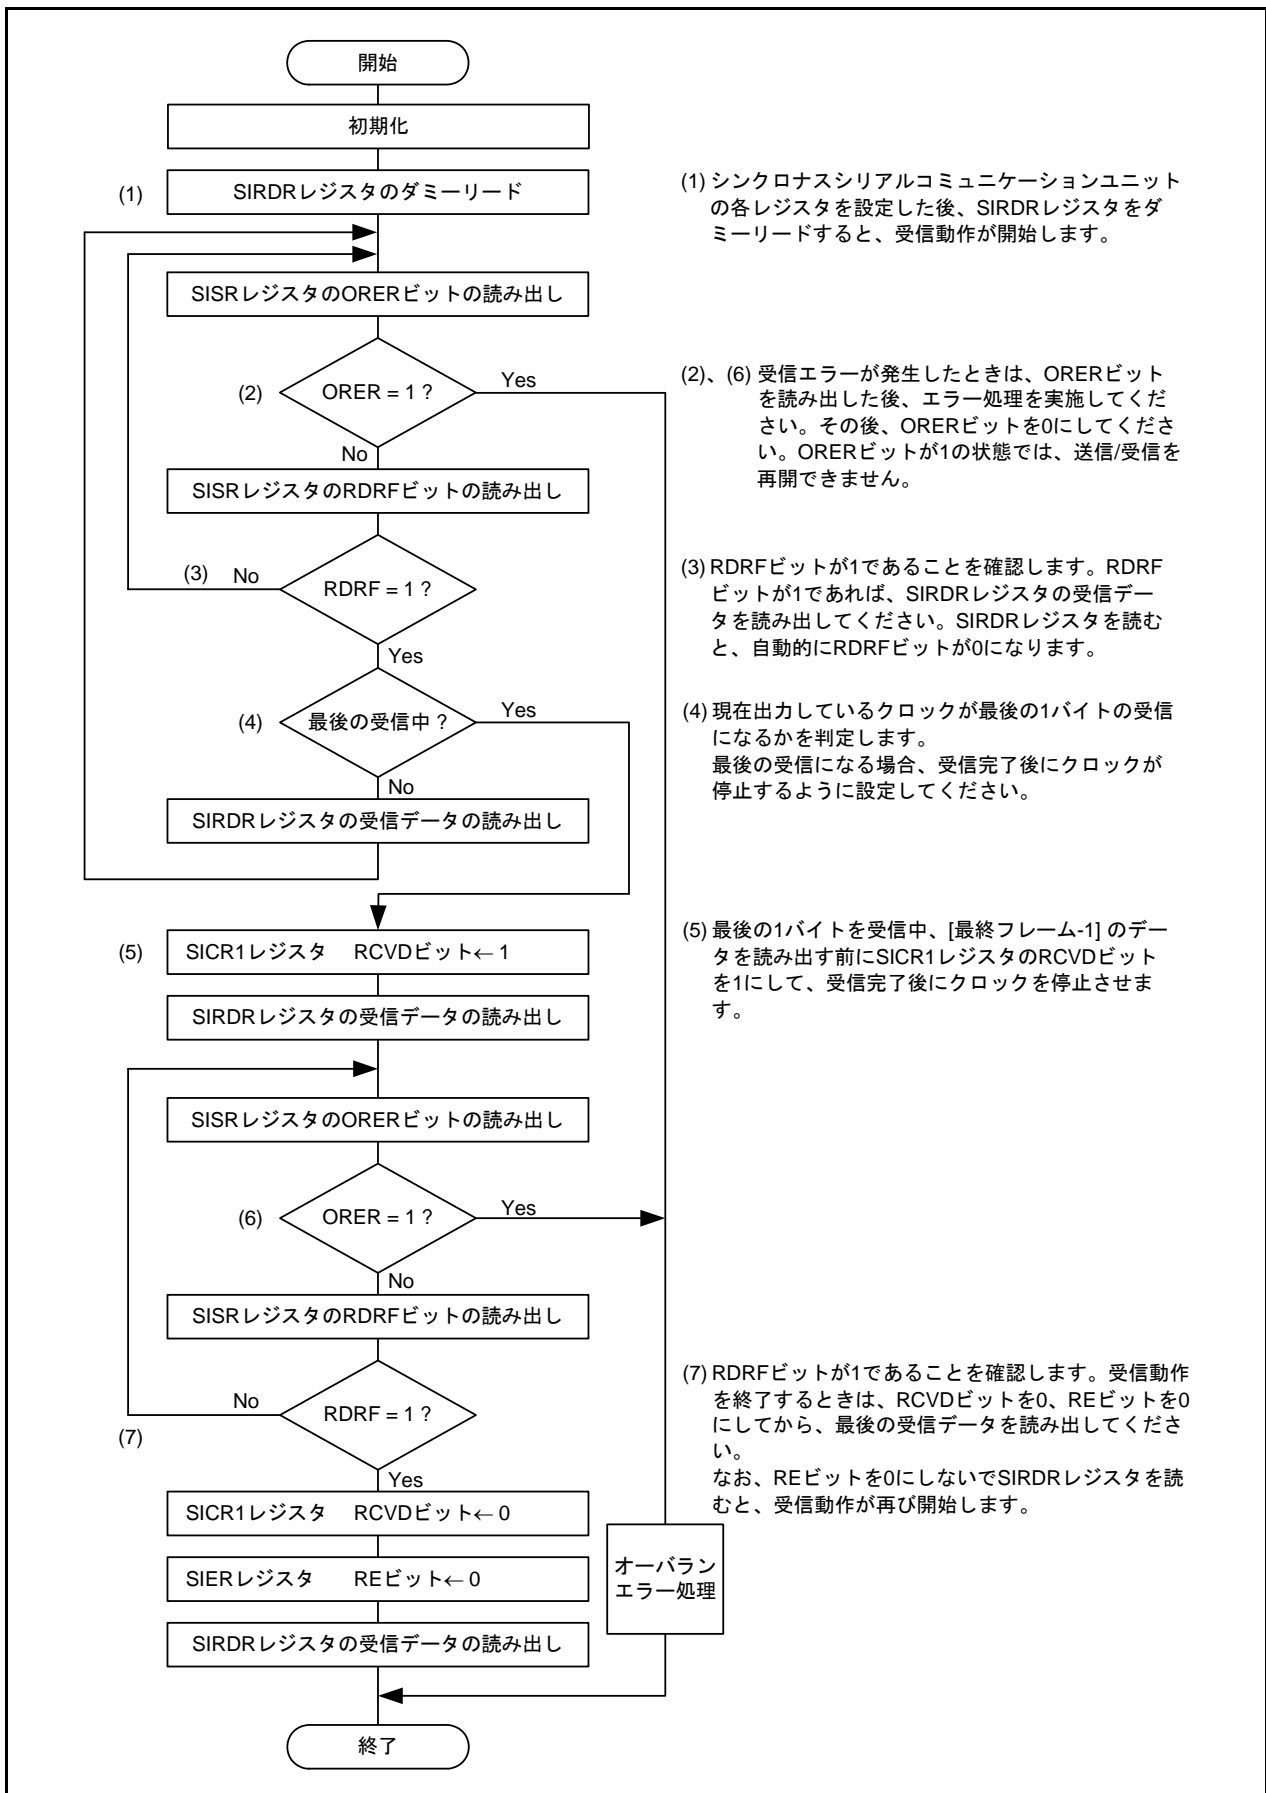 開始
初期化
(1)
SIRDRレジスタのダミーリード
SISRレジスタのORERビットの読み出し
(2)
ORER = 1 ?
Yes
No
SISRレジスタのRDRFビットの読み出し
(3)
No
RDRF = 1 ?
Yes
(4)
最後の受信中 ?
Yes
No
SIRDRレジスタの受信データの読み出し
(5)
SICR1レジスタ RCVDビット← 1
SIRDRレジスタの受信データの読み出し
SISRレジスタのORERビットの読み出し
(6)
ORER = 1 ?
Yes
No
SISRレジスタのRDRFビットの読み出し
No
RDRF = 1 ?
(7)
Yes
SICR1レジスタ RCVDビット← 0
SIERレジスタ REビット← 0
SIRDRレジスタの受信データの読み出し
オーバラン
エラー処理
終了
(1) シンクロナスシリアルコミュニケーションユニット
の各レジスタを設定した後、SIRDRレジスタをダ
ミーリードすると、受信動作が開始します。
(2)、(6) 受信エラーが発生したときは、ORERビット
を読み出した後、エラー処理を実施してくだ
さい。その後、ORERビットを0にしてくださ
い。ORERビットが1の状態では、送信/受信を
再開できません。
(3) RDRFビットが1であることを確認します。RDRF
ビットが1であれば、SIRDRレジスタの受信デー
タを読み出してください。SIRDRレジスタを読む
と、自動的にRDRFビットが0になります。
(4) 現在出力しているクロックが最後の1バイトの受信
になるかを判定します。
最後の受信になる場合、受信完了後にクロックが
停止するように設定してください。
(5) 最後の1バイトを受信中、[最終フレーム-1] のデー
タを読み出す前にSICR1レジスタのRCVDビット
を1にして、受信完了後にクロックを停止させま
す。
(7) RDRFビットが1であることを確認します。受信動作
を終了するときは、RCVDビットを0、REビットを0
にしてから、最後の受信データを読み出してくださ
い。
なお、REビットを0にしないでSIRDRレジスタを読
むと、受信動作が再び開始します。